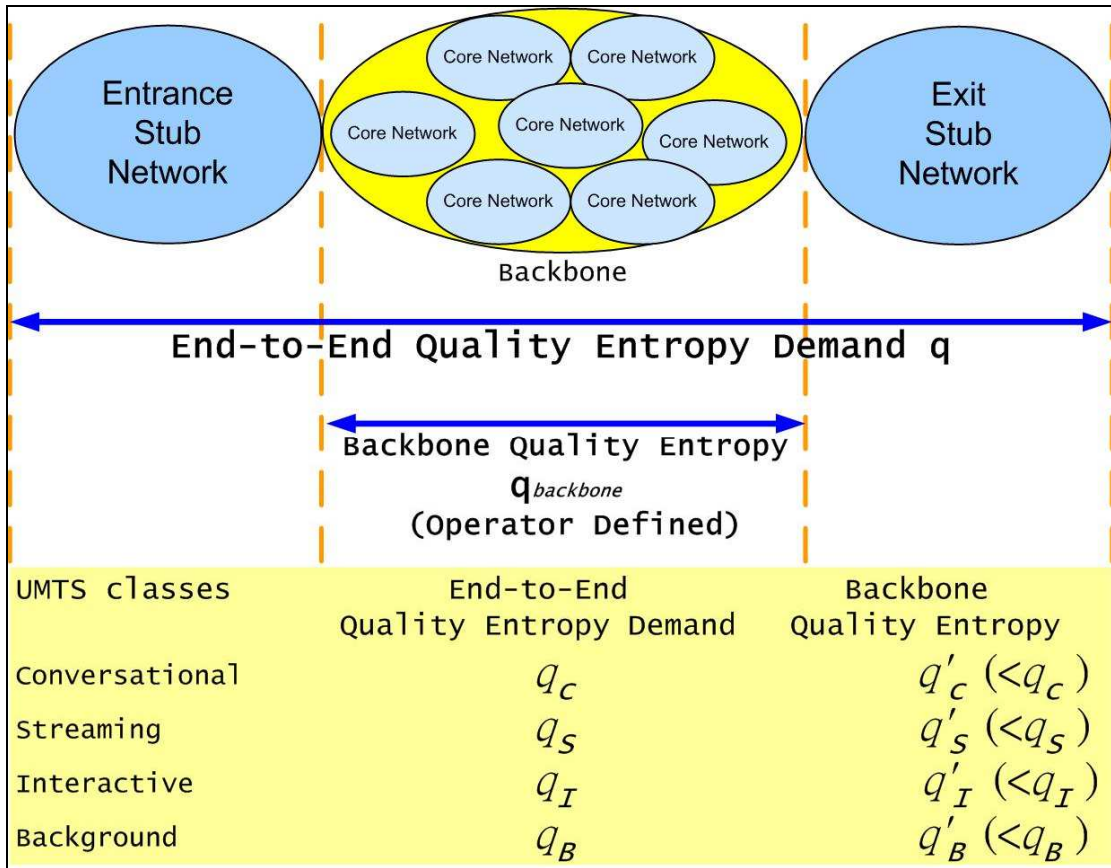 Entrance
Stub
Network
Core Network
Core Network
Core Network
Core Network
Core Network
Core Network
Core Network
Exit
Stub
Network
Backbone
End-to-End Quality Entropy Demand q
Backbone Quality Entropy
q backbone
(Operator Defined)
UMTS classes End-to-End Backbone
Quality Entropy Demand Quality Entropy
Conversational q_C q'_C (<q_C)
Streaming q_S q'_S (<q_S)
Interactive q_I q'_I (<q_I)
Background q_B q'_B (<q_B)